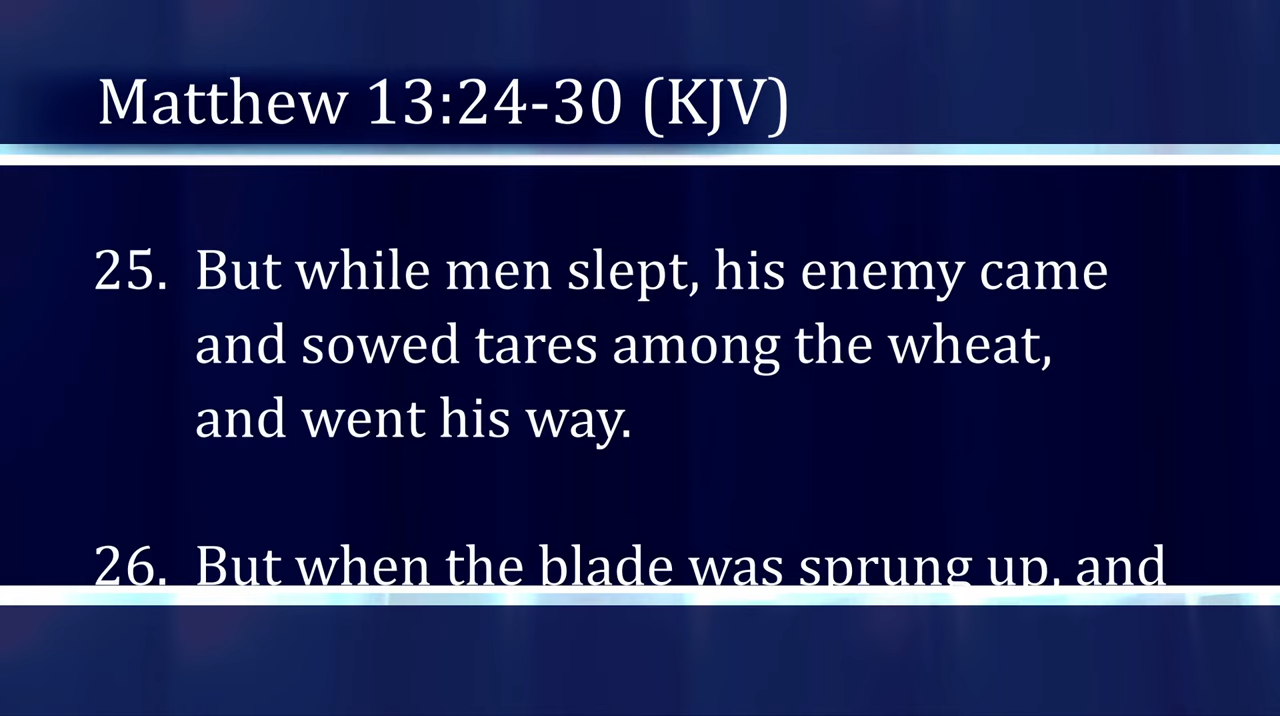 Matthew 13:24-30 (KJV)
25. But while men slept, his enemy came
and sowed tares among the wheat,
and went his way.
26. But when the blade was sprung up, and